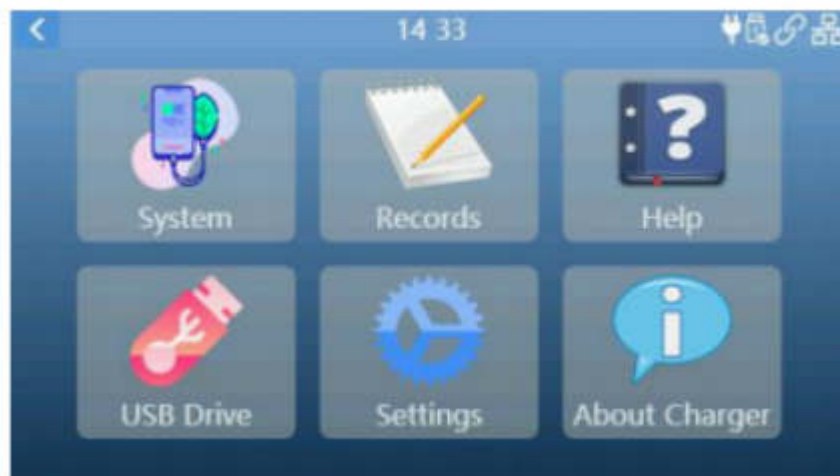 14 33
System
Records
Help
USB Drive
Settings
About Charger